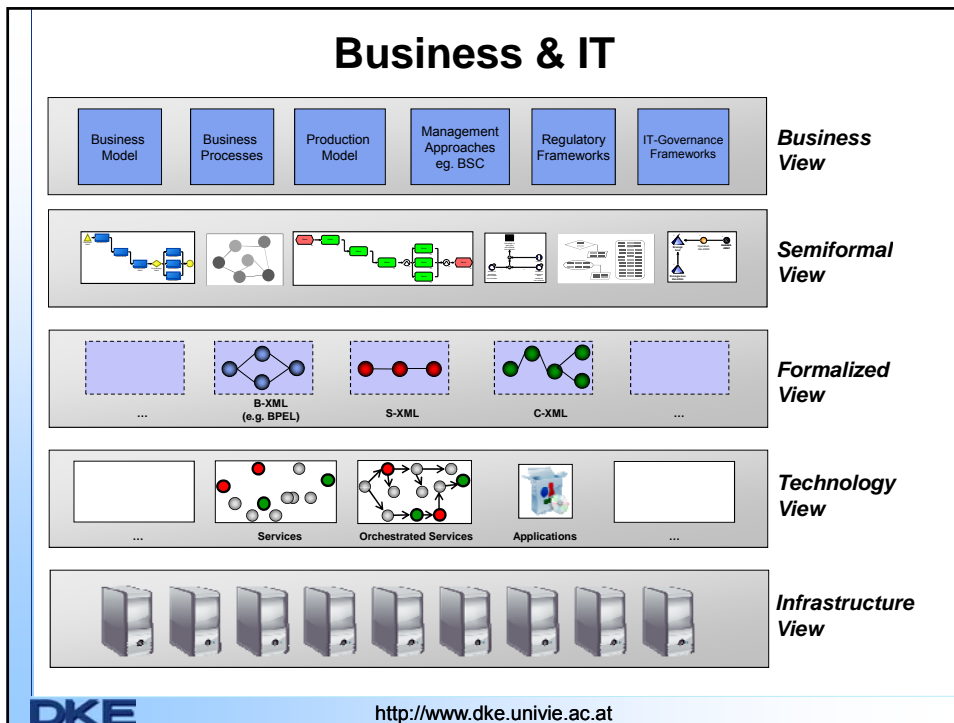 Business & IT
Business
Model
Business
Processes
Production
Model
Management
Approaches
eg. BSC
Regulatory
Frameworks
IT-Governance
Frameworks
Business
View
Semiformal
View
B-XML
(e.g. BPEL)
S-XML
C-XML
...
...
Formalized
View
...
Services
Orchestrated Services
Applications
...
Technology
View
Infrastructure
View
DKE
http://www.dke.univie.ac.at